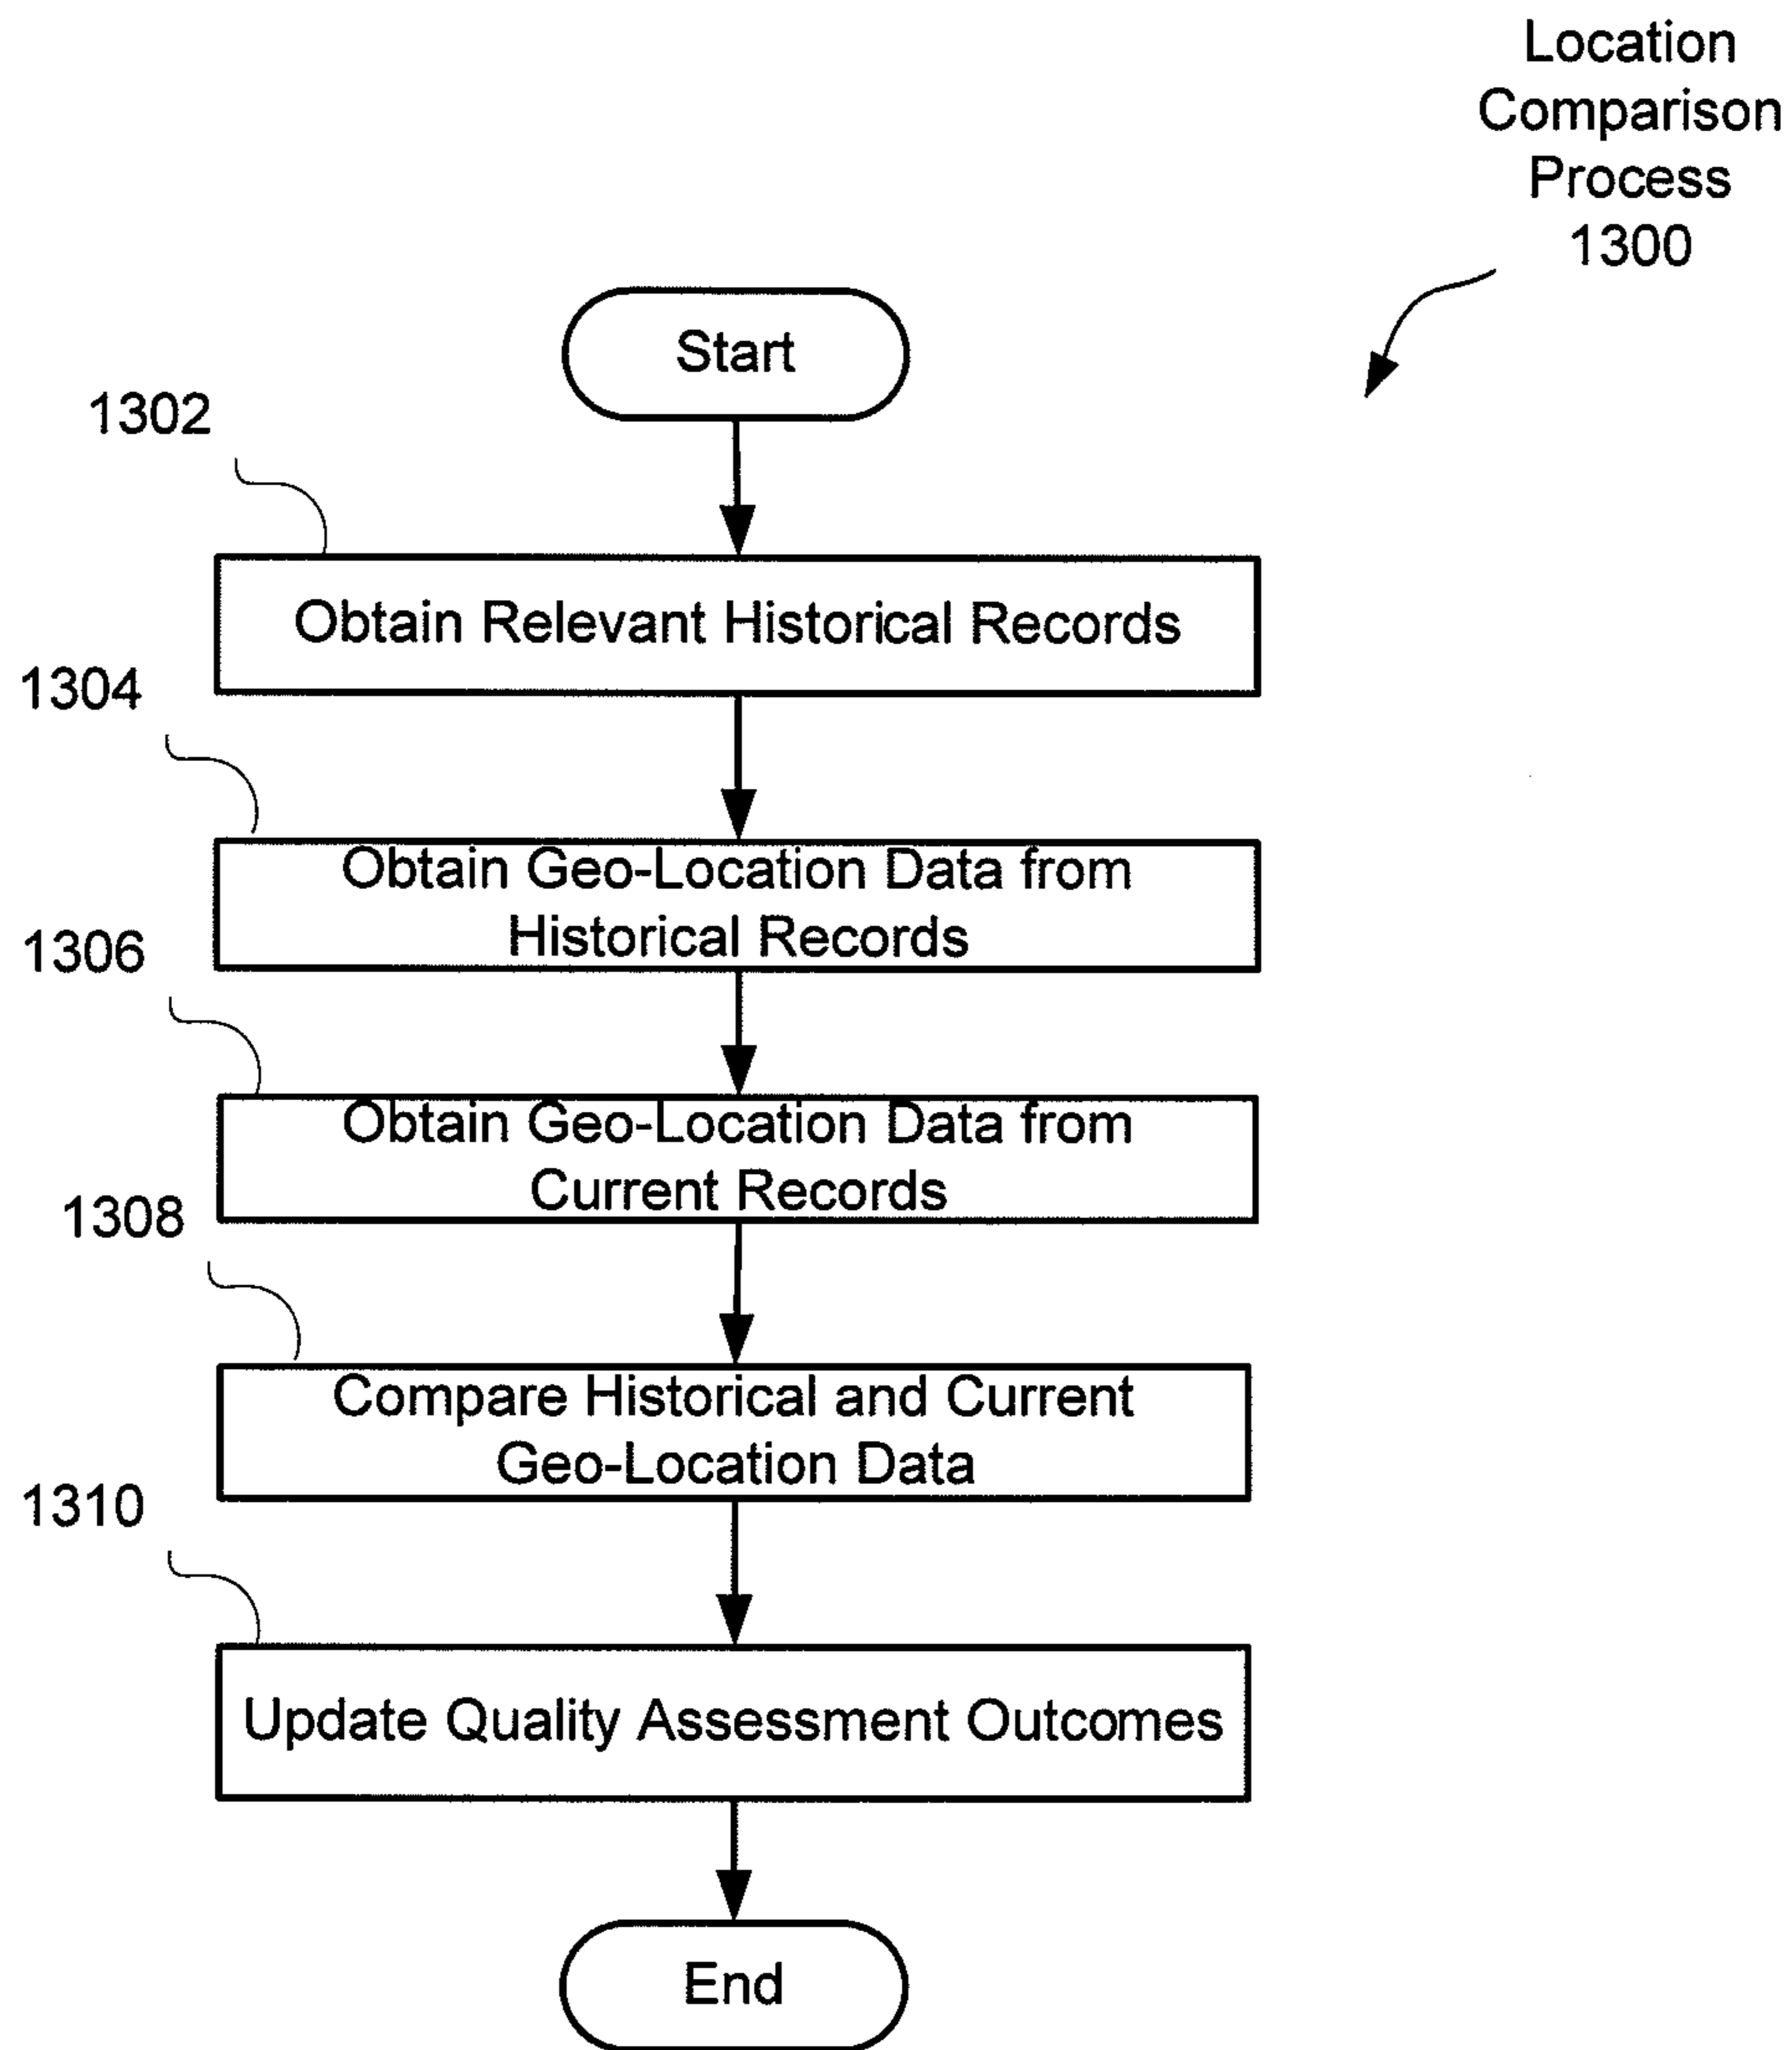 Location
Comparison
Process
1300
Start
1302
Obtain Relevant Historical Records
1304
Obtain Geo-Location Data from
Historical Records
1306
Obtain Geo-Location Data from
Current Records
1308
Compare Historical and Current
Geo-Location Data
1310
Update Quality Assessment Outcomes
End